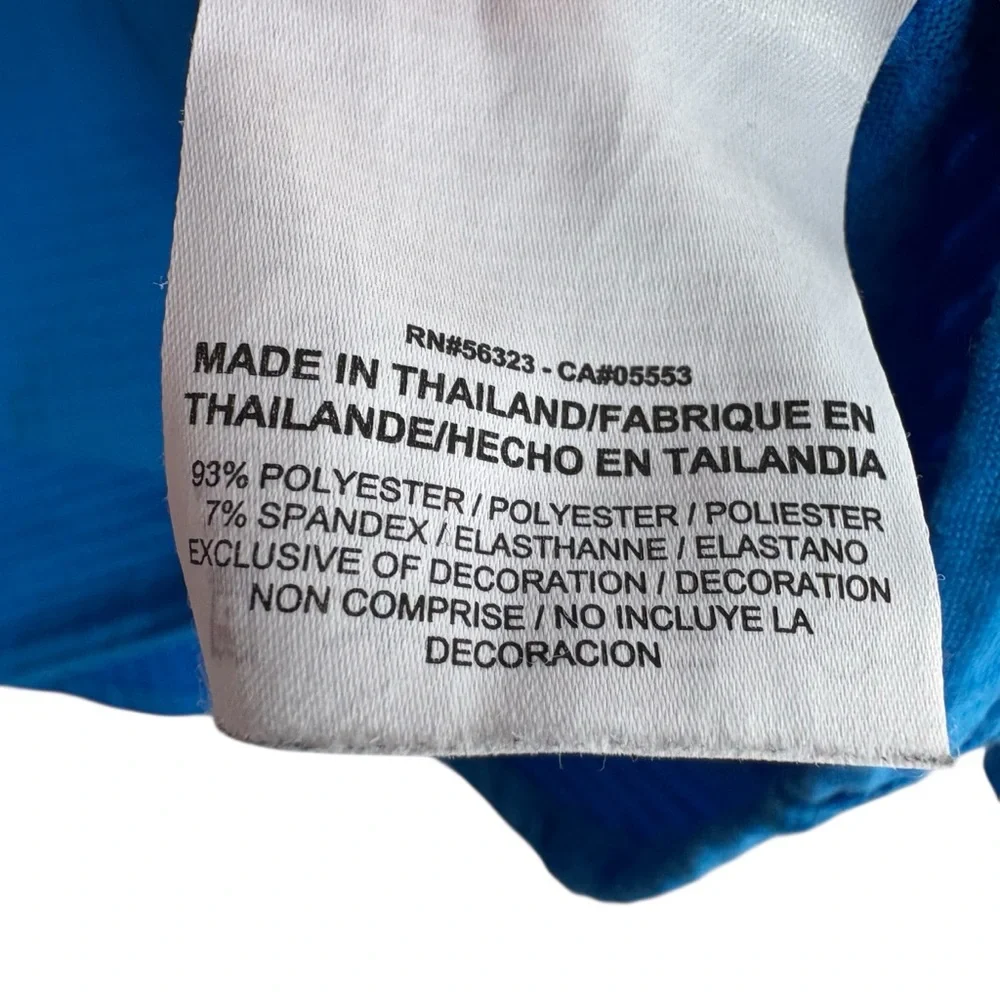 RN#56323 - CA#05553
MADE IN THAILAND/FABRIQUE EN
THAILANDE/HECHO EN TAILANDIA
93% POLYESTER / POLYESTER / POLIESTER
7% SPANDEX / ELASTHANNE / ELASTANO
EXCLUSIVE OF DECORATION / DECORATION
NON COMPRISE / NO INCLUYE LA
DECORACION